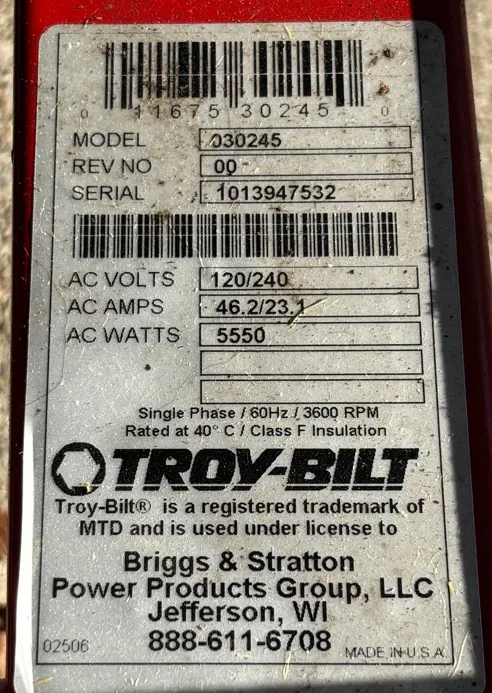 0 11675 30245 0
MODEL 030245
REV NO 00
SERIAL 1013947532
AC VOLTS 120/240
AC AMPS 46.2/23.1
AC WATTS 5550
Single Phase / 60Hz / 3600 RPM
Rated at 40° C / Class F Insulation
TROY-BILT
Troy-Bilt® is a registered trademark of
MTD and is used under license to
Briggs & Stratton
Power Products Group, LLC
Jefferson, WI
888-611-6708
02506 MADE IN U.S.A.